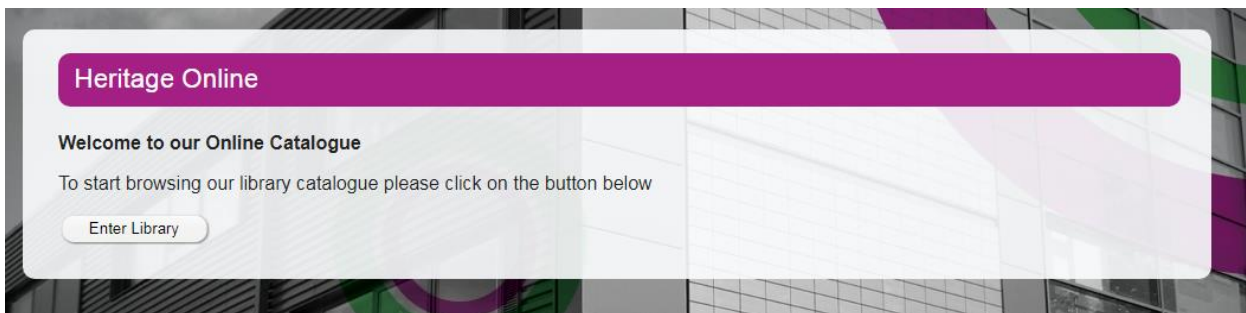 Heritage Online
Welcome to our Online Catalogue
To start browsing our library catalogue please click on the button below
Enter Library